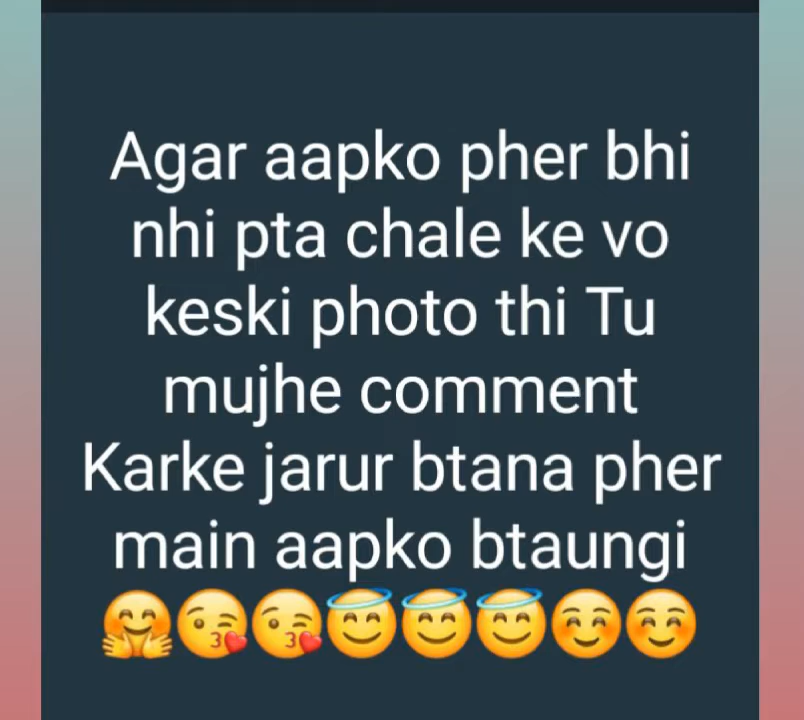 Agar aapko pher bhi
nhi pta chale ke vo
keski photo thi Tu
mujhe comment
Karke jarur btana pher
main aapko btaungi
🤗😘😘😇😇😇☺️☺️